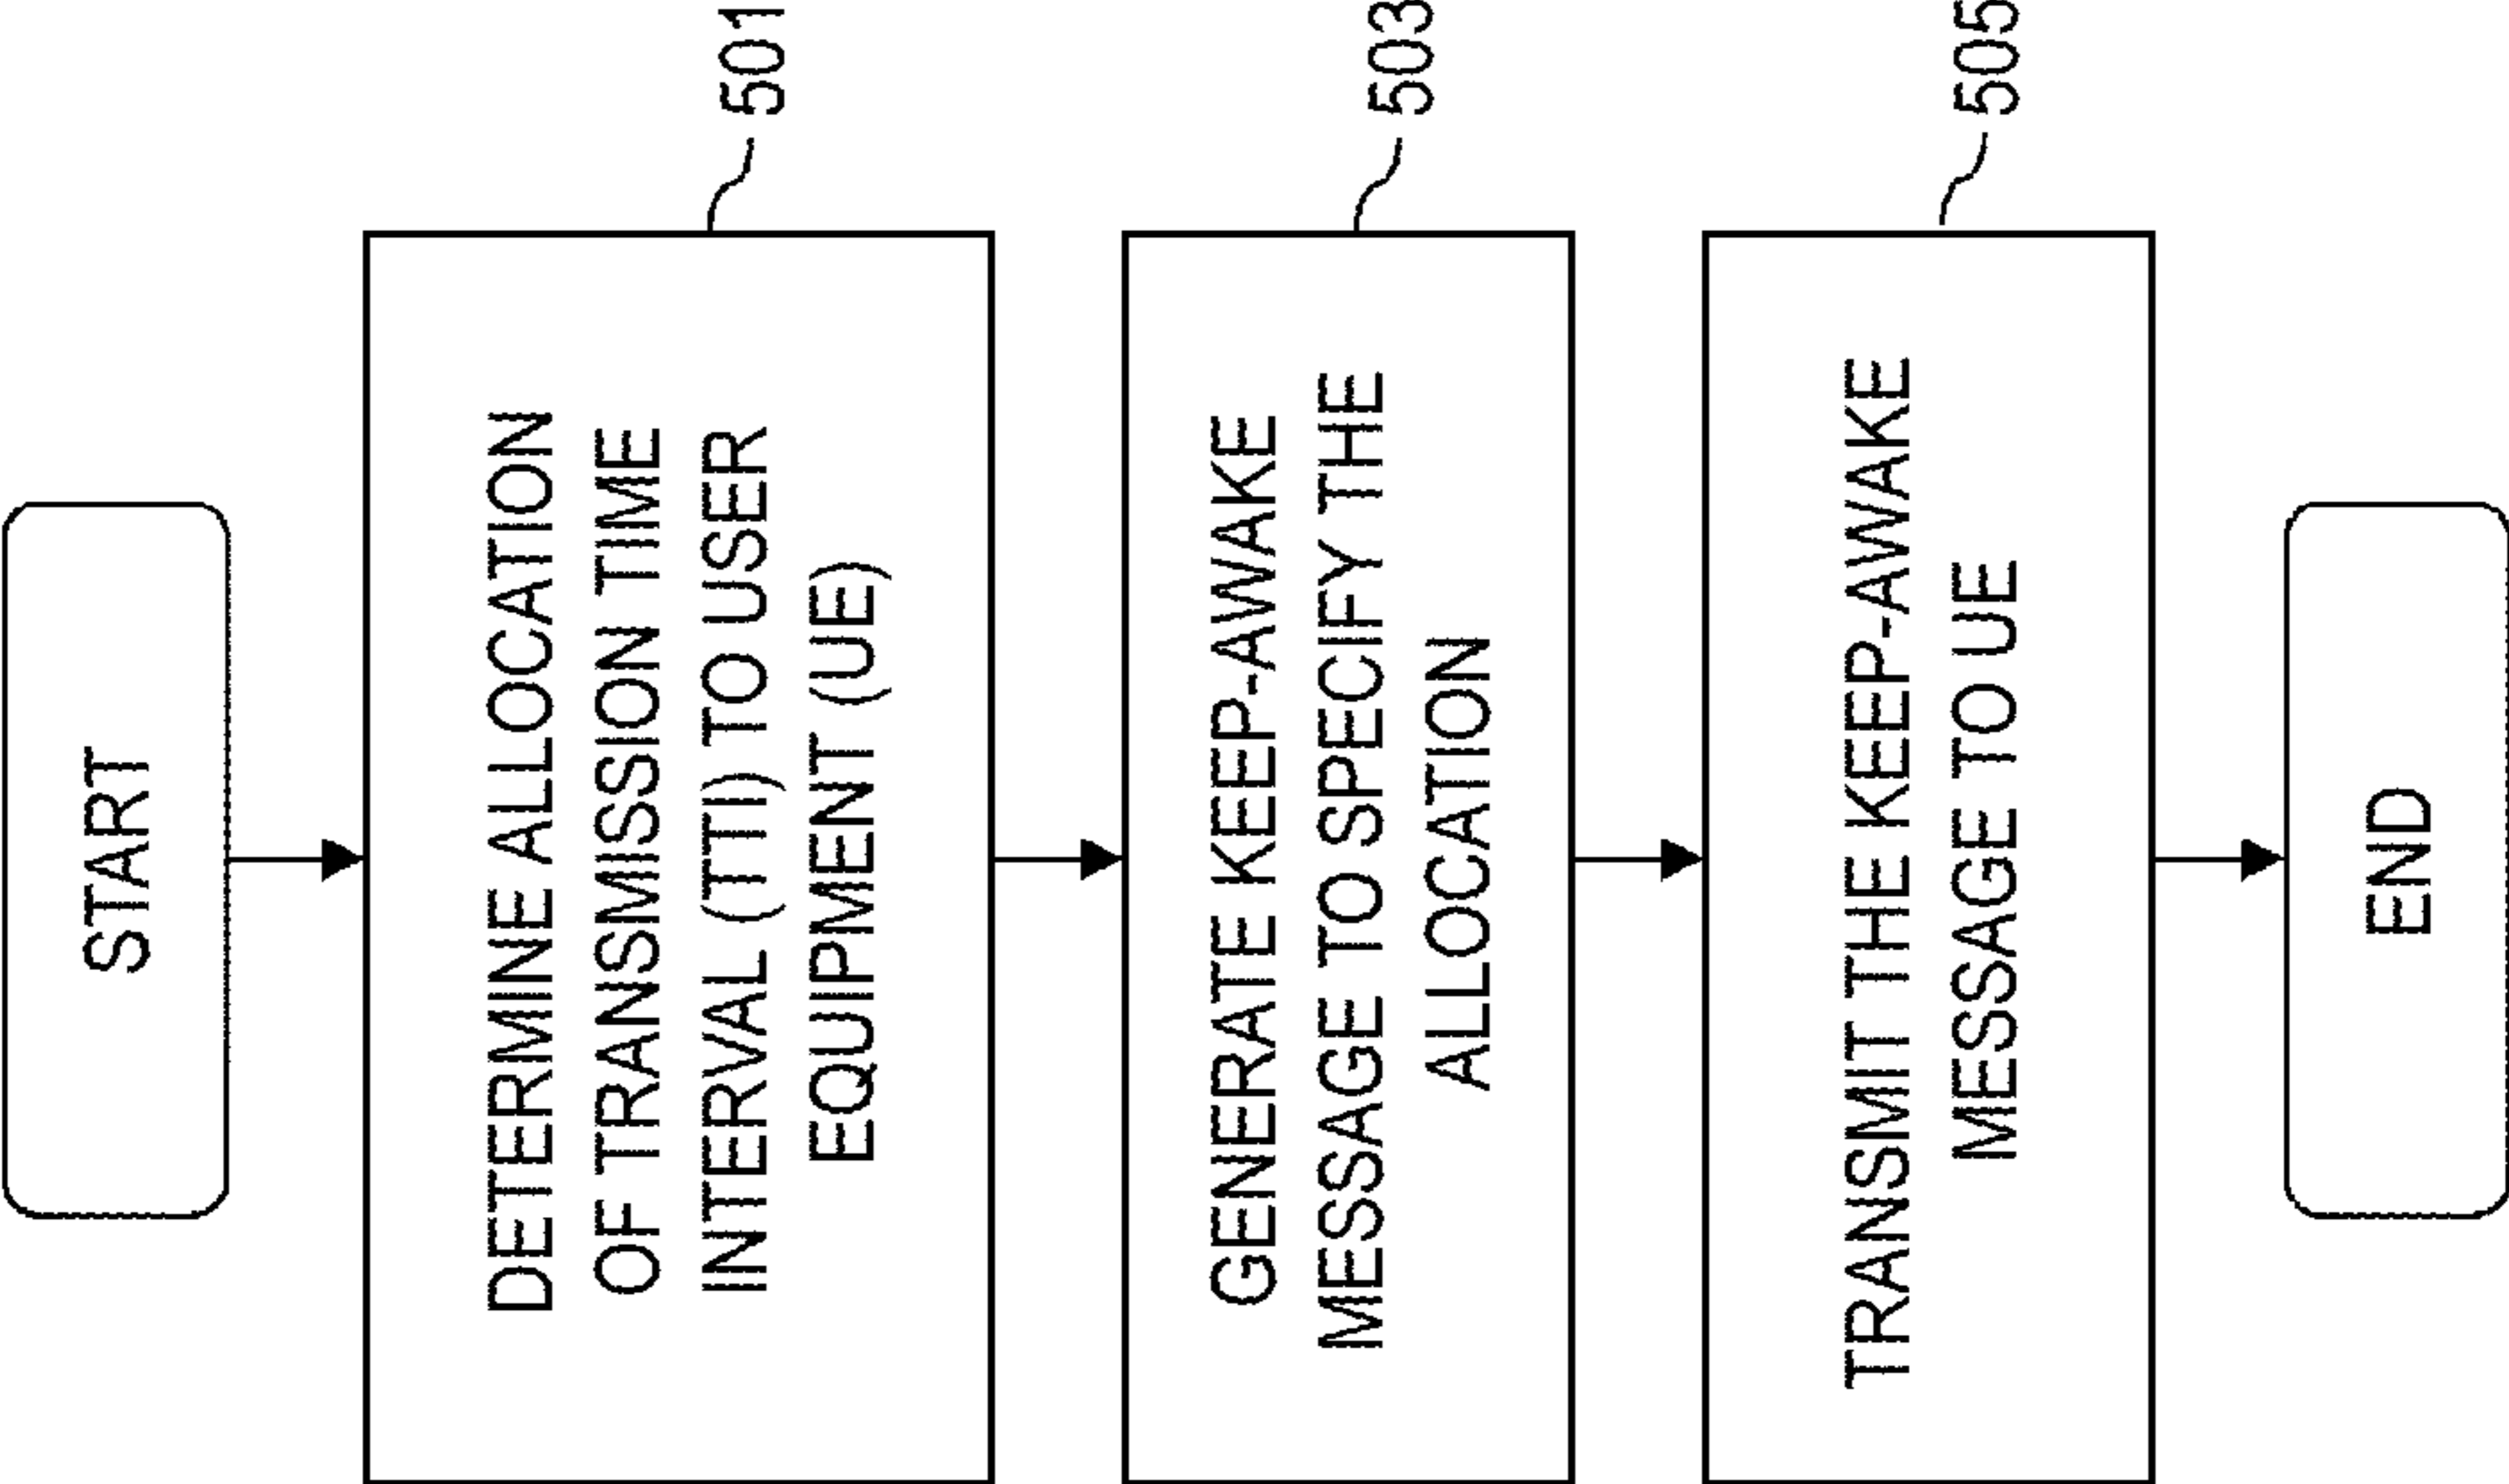 START
DETERMINE ALLOCATION
OF TRANSMISSION TIME
INTERVAL (TTI) TO USER
EQUIPMENT (UE)
501
GENERATE KEEP-AWAKE
MESSAGE TO SPECIFY THE
ALLOCATION
503
TRANSMIT THE KEEP-AWAKE
MESSAGE TO UE
505
END